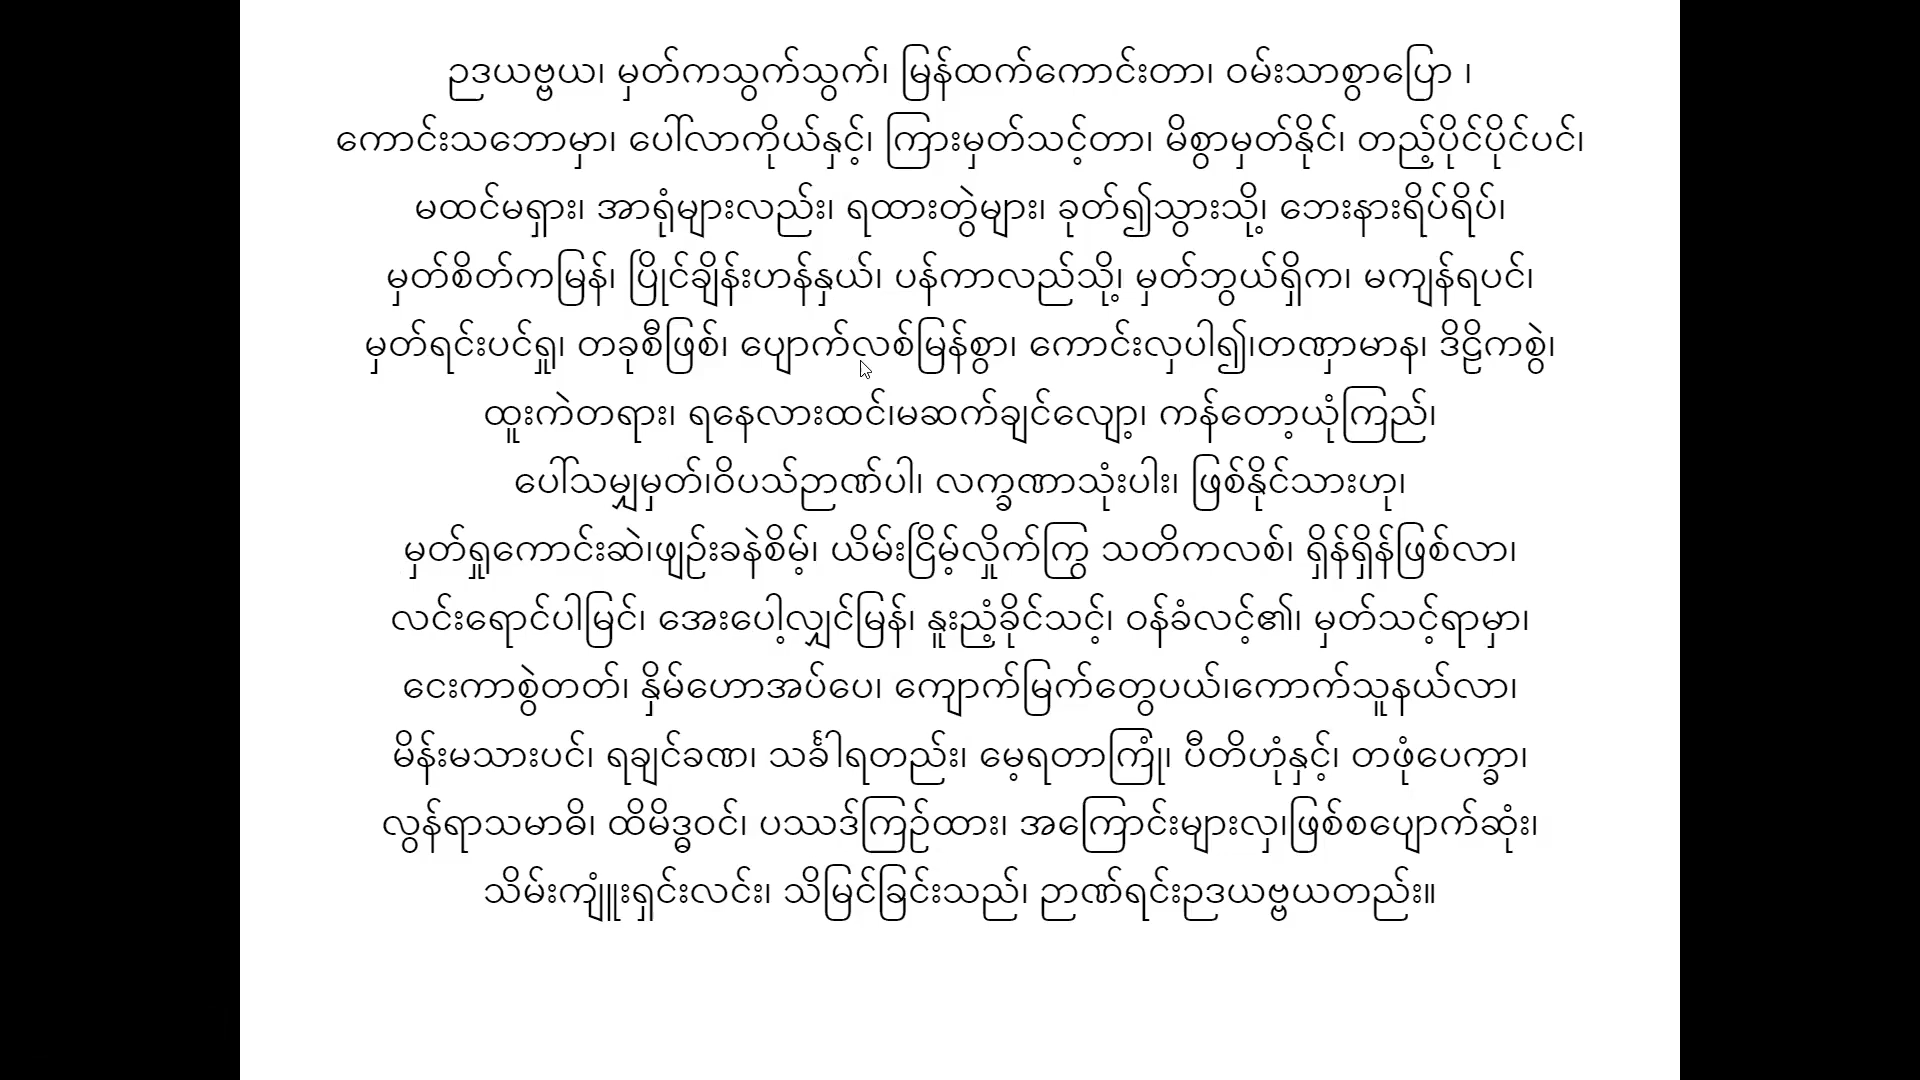 ဉဒယဗ္ဗယ၊ မှတ်ကသွက်သွက်၊ မြန်ထက်ကောင်းတာ၊ ဝမ်းသာစွာပြော ၊
ကောင်းသဘောမှာ၊ ပေါ်လာကိုယ်နှင့်၊ ကြားမှတ်သင့်တာ၊ မိစွာမှတ်နိုင်၊ တည့်ပိုင်ပိုင်ပင်၊
မထင်မရှား၊ အာရုံများလည်း၊ ရထားတွဲများ၊ ခုတ်၍သွားသို့၊ ဘေးနားရိပ်ရိပ်၊
မှတ်စိတ်ကမြန်၊ ပြိုင်ချိန်းဟန်နှယ်၊ ပန်ကာလည်သို့၊ မှတ်ဘွယ်ရှိက၊ မကျန်ရပင်၊
မှတ်ရင်းပင်ရှု၊ တခုစီဖြစ်၊ ပျောက်လစ်မြန်စွာ၊ ကောင်းလှပါ၍၊တဏှာမာန၊ ဒိဋ္ဌိကစွဲ၊
ထူးကဲတရား၊ ရနေလားထင်၊မဆက်ချင်လျော့၊ ကန်တော့ယုံကြည်၊
ပေါ်သမျှမှတ်၊ဝိပသ်ဉာဏ်ပါ၊ လက္ခဏာသုံးပါး၊ ဖြစ်နိုင်သားဟု၊
မှတ်ရှုကောင်းဆဲ၊ဖျဉ်းခနဲစိမ့်၊ ယိမ်းငြိမ့်လှိုက်ကြွ သတိကလစ်၊ ရှိန်ရှိန်ဖြစ်လာ၊
လင်းရောင်ပါမြင်၊ အေးပေါ့လျှင်မြန်၊ နူးညံ့ခိုင်သင့်၊ ဝန်ခံလင့်၏၊ မှတ်သင့်ရာမှာ၊
ငေးကာစွဲတတ်၊ နှိမ်ဟောအပ်ပေ၊ ကျောက်မြက်တွေပယ်၊ကောက်သူနယ်လာ၊
မိန်းမသားပင်၊ ရချင်ခဏ၊ သင်္ခါရတည်း၊ မေ့ရတာကြုံ၊ ပီတိဟုံနှင့်၊ တဖုံပေက္ခာ၊
လွန်ရာသမာဓိ၊ ထိမိဒ္ဓဝင်၊ ပဿဒ်ကြဉ်ထား၊ အကြောင်းများလှ၊ဖြစ်စပျောက်ဆုံး၊
သိမ်းကျုံးရှင်းလင်း၊ သိမြင်ခြင်းသည်၊ ဉာဏ်ရင်းဉဒယဗ္ဗယတည်း။